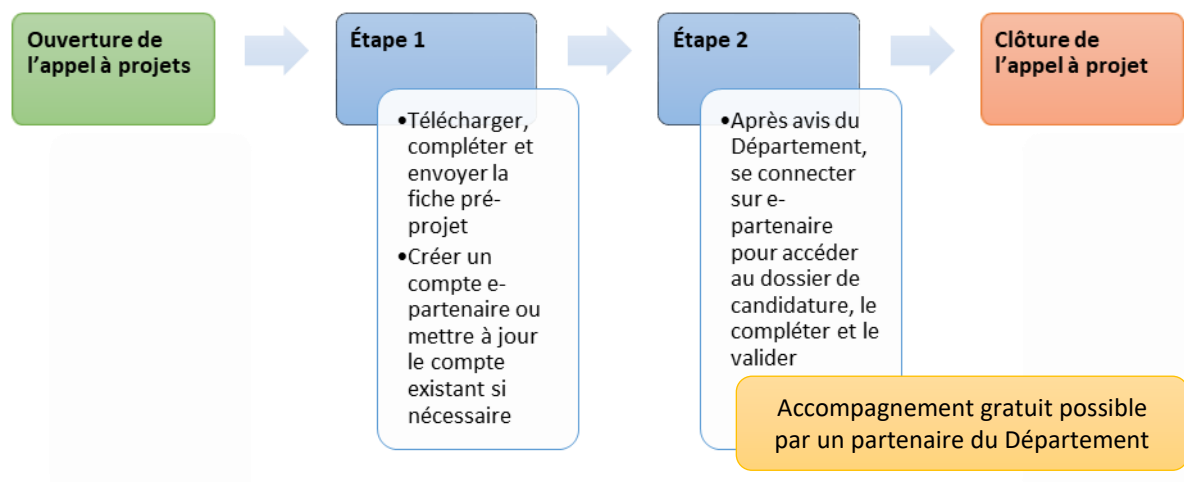 Ouverture de
l'appel à projets
Étape 1
•Télécharger,
compléter et
envoyer la
fiche pré-
projet
•Créer un
compte e-
partenaire ou
mettre à jour
le compte
existant si
nécessaire
Étape 2
•Après avis du
Département,
se connecter
sur e-
partenaire
pour accéder
au dossier de
candidature, le
compléter et le
valider
Accompagnement gratuit possible
par un partenaire du Département
Clôture de
l'appel à projet